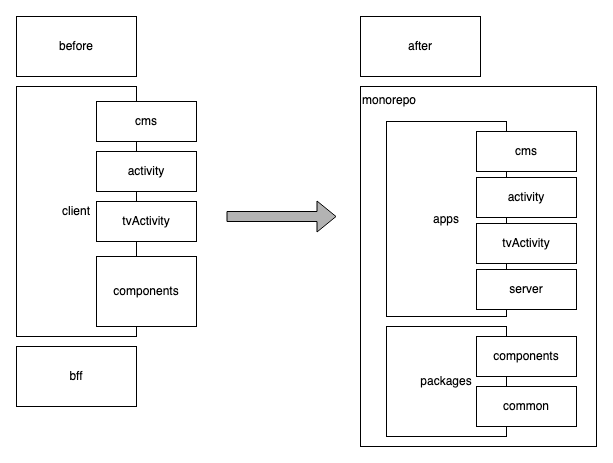 before
client
cms
activity
tvActivity
components
bff
after
monorepo
apps
cms
activity
tvActivity
server
packages
components
common